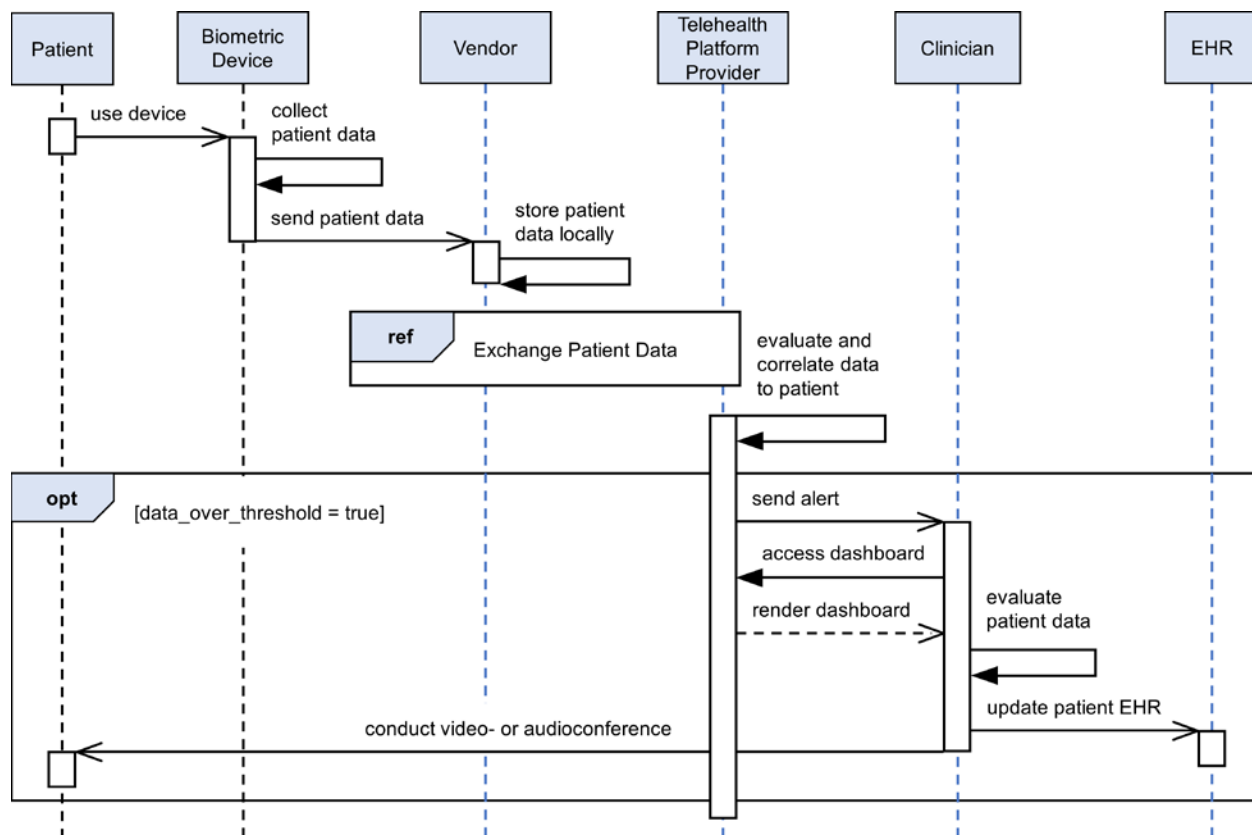 Patient
Biometric
Device
Vendor
Telehealth
Platform
Provider
Clinician
EHR
use device
collect
patient data
send patient data
store patient
data locally
ref
Exchange Patient Data
evaluate and
correlate data
to patient
opt
[data_over_threshold = true]
send alert
access dashboard
render dashboard
evaluate
patient data
update patient EHR
conduct video- or audioconference